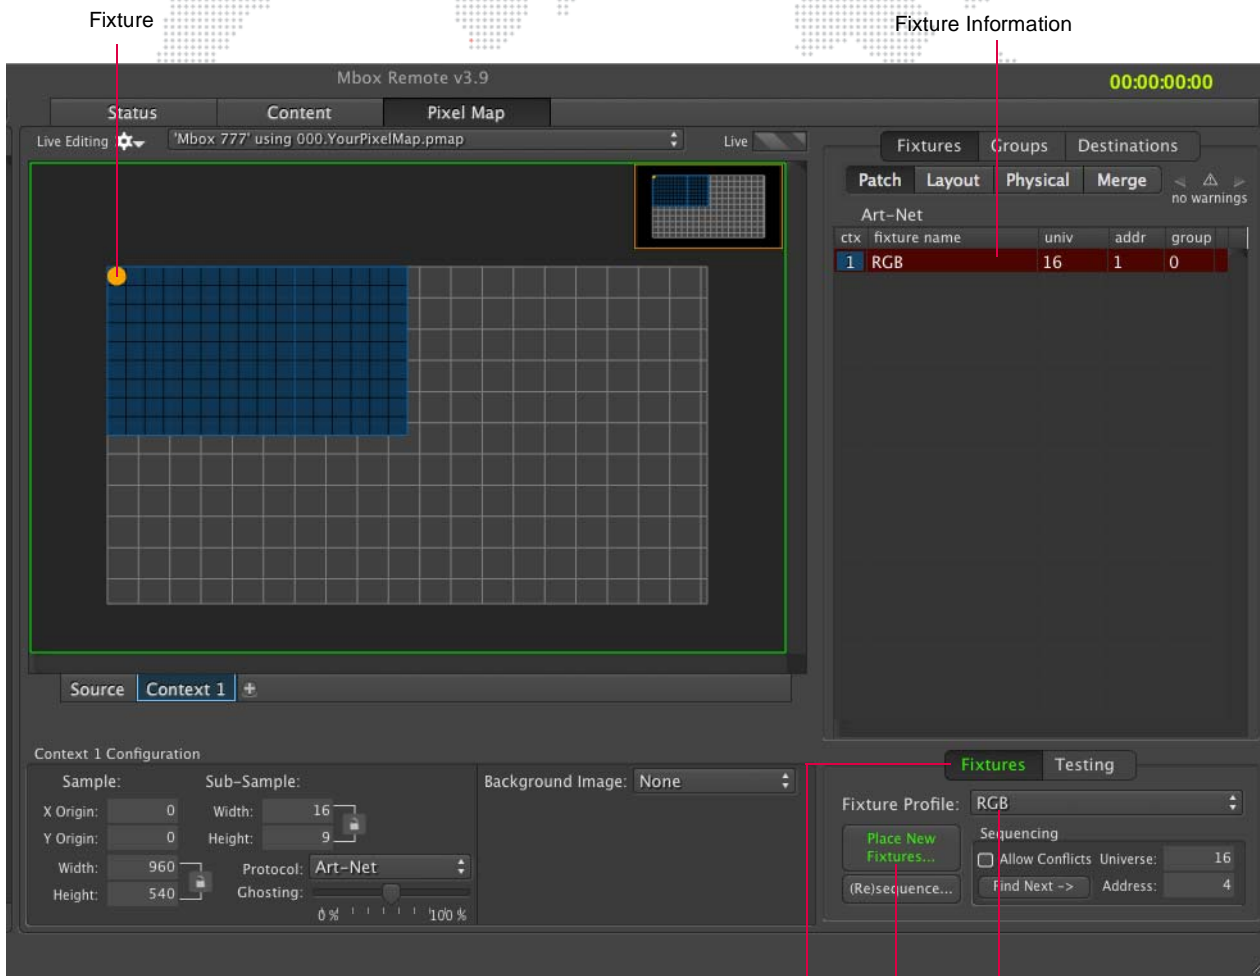 Fixture
Fixture Information
Mbox Remote v3.9
00:00:00:00
Status Content Pixel Map
Live Editing 'Mbox 777' using 000.YourPixelMap.pmap Live
Fixtures Groups Destinations
Patch Layout Physical Merge
no warnings
Art-Net
ctx fixture name univ addr group
1 RGB 16 1 0
Source Context 1 +
Context 1 Configuration
Sample: Sub-Sample:
X Origin: 0 Width: 16
Y Origin: 0 Height: 9
Width: 960 Protocol: Art-Net
Height: 540 Ghosting:
0% 100%
Background Image: None
Fixtures Testing
Fixture Profile: RGB
Place New
Fixtures...
(Re)sequence...
Sequencing
Allow Conflicts Universe: 16
Find Next -> Address: 4